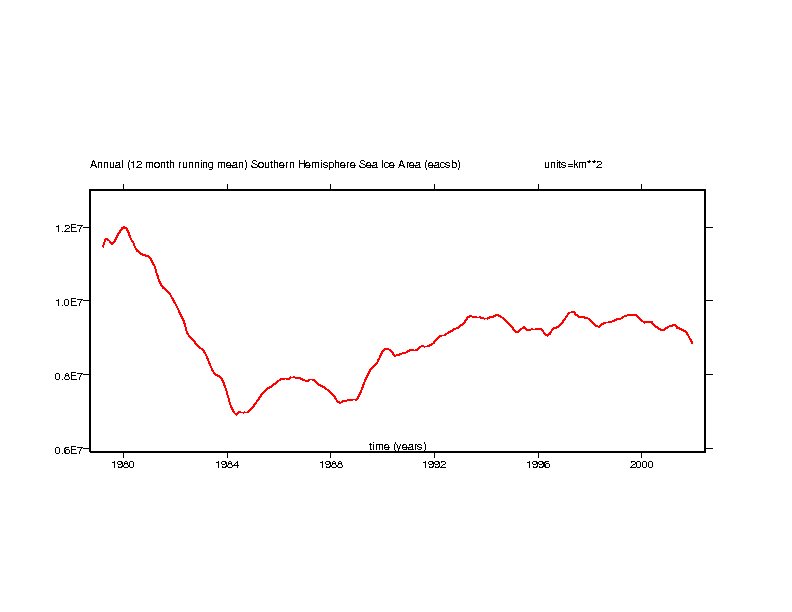 Annual (12 month running mean) Southern Hemisphere Sea Ice Area (eacsb) units=km**2
1.2E7
1.0E7
0.8E7
0.6E7
time (years)
1980 1984 1988 1992 1996 2000